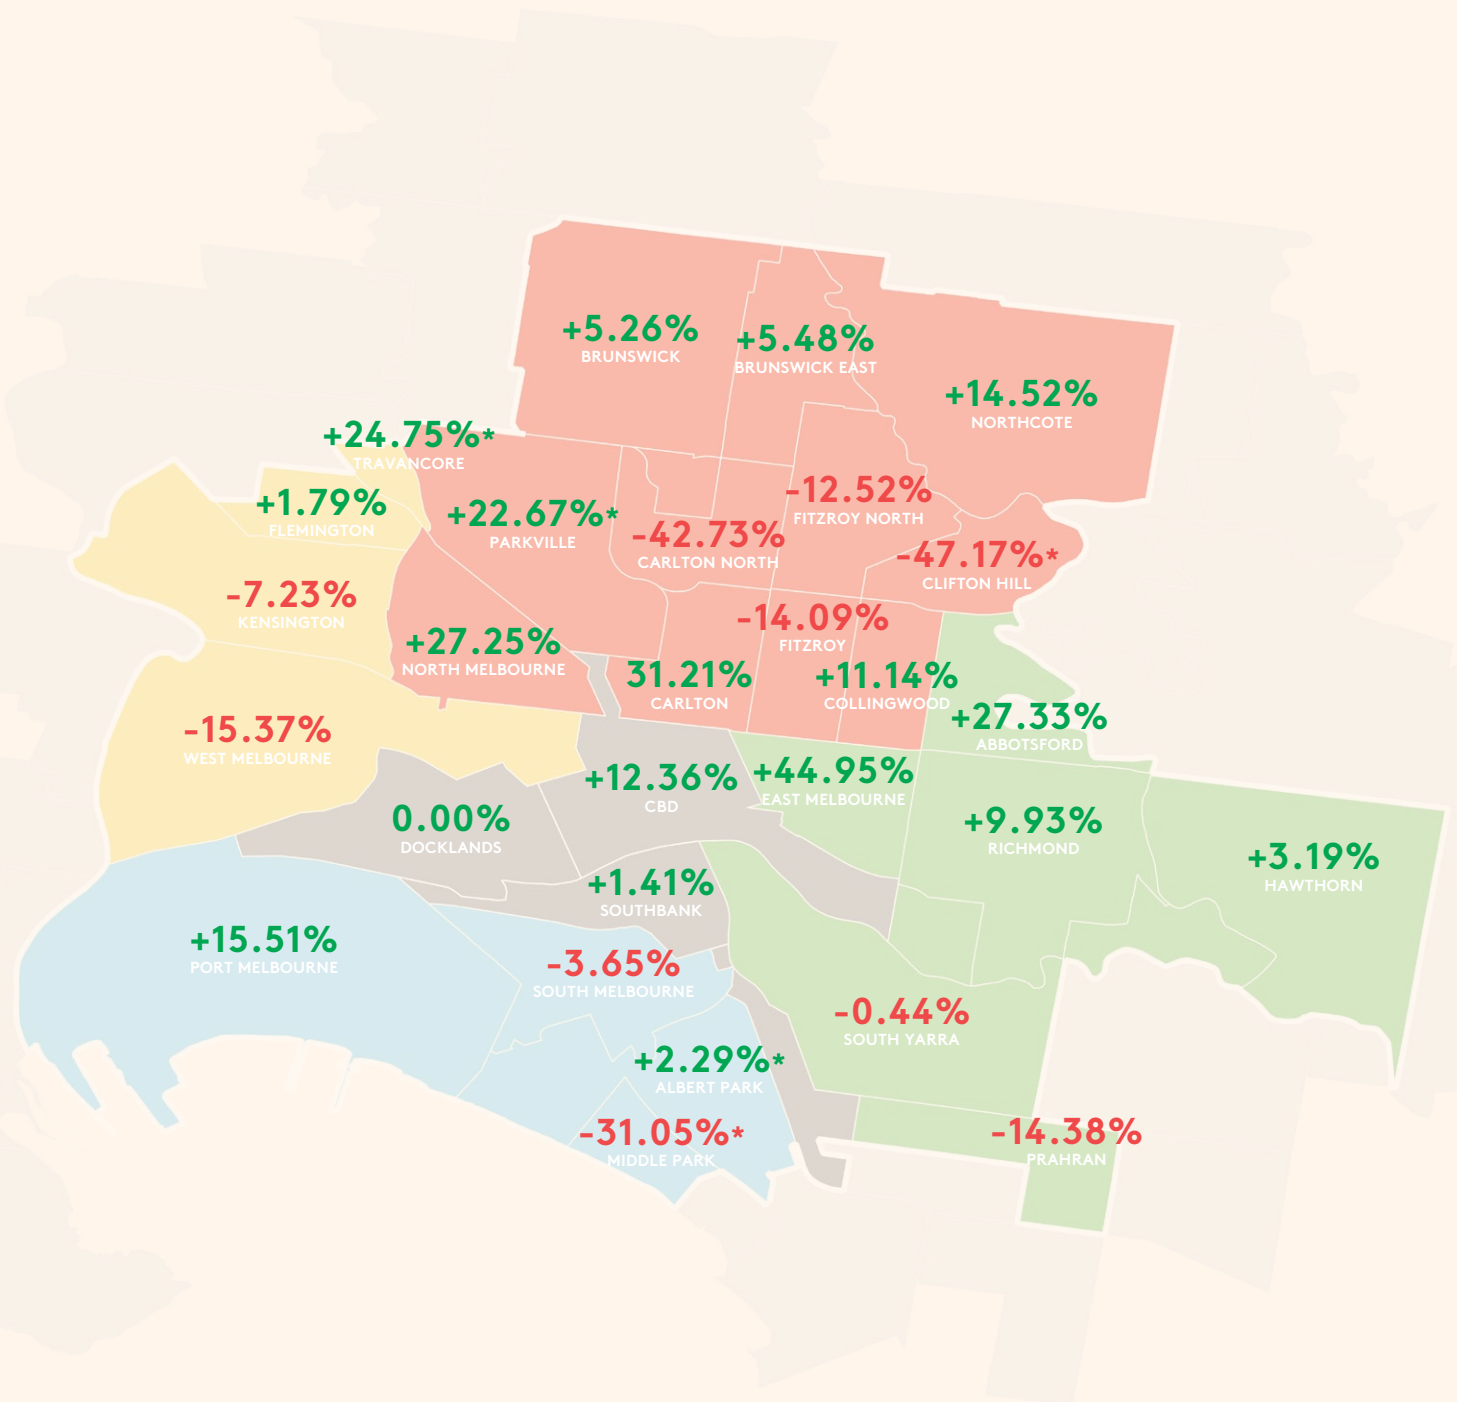 +5.26%
BRUNSWICK
+5.48%
BRUNSWICK EAST
+14.52%
NORTHCOTE
+24.75%*
TRAVANCORE
+1.79%
FLEMINGTON
+22.67%*
PARKVILLE
-42.73%
CARLTON NORTH
-12.52%
FITZROY NORTH
-47.17%*
CLIFTON HILL
-7.23%
KENSINGTON
+27.25%
NORTH MELBOURNE
-14.09%
FITZROY
31.21%
CARLTON
+11.14%
COLLINGWOOD
+27.33%
ABBOTSFORD
-15.37%
WEST MELBOURNE
+12.36%
CBD
+44.95%
EAST MELBOURNE
0.00%
DOCKLANDS
+9.93%
RICHMOND
+3.19%
HAWTHORN
+1.41%
SOUTHBANK
+15.51%
PORT MELBOURNE
-3.65%
SOUTH MELBOURNE
-0.44%
SOUTH YARRA
+2.29%*
ALBERT PARK
-31.05%*
MIDDLE PARK
-14.38%
PRAHRAN